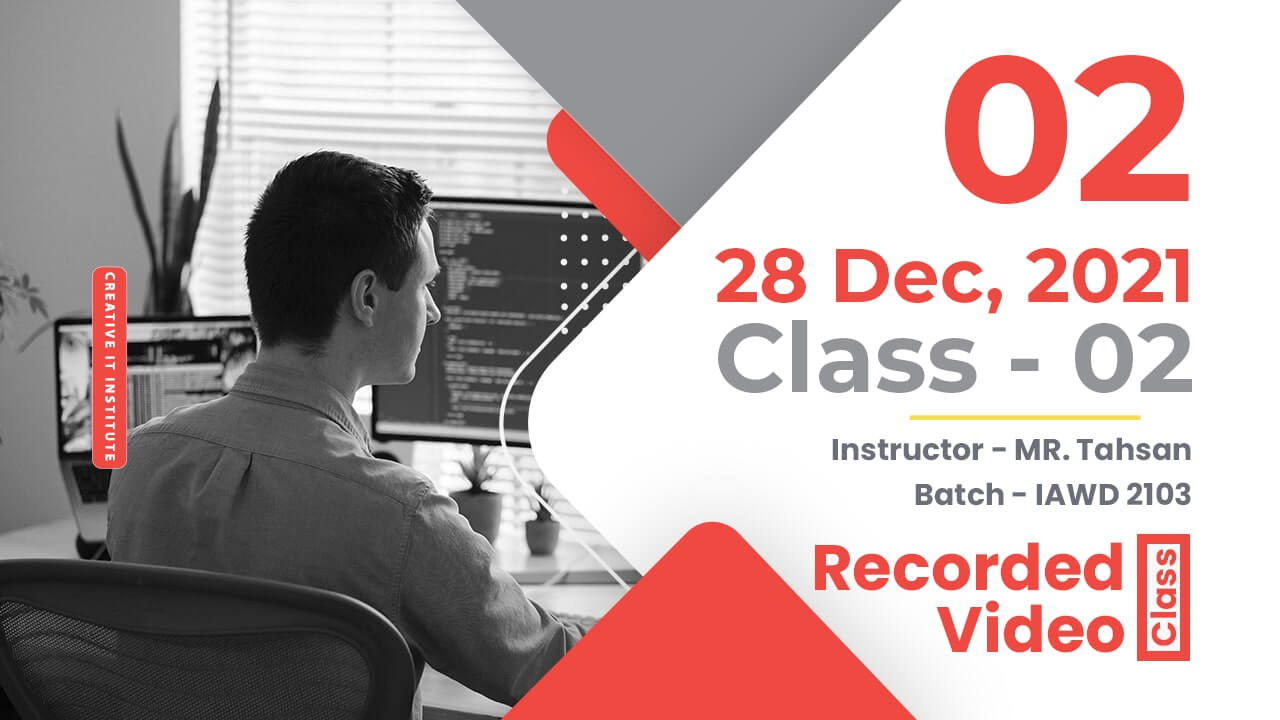 CREATIVE IT INSTITUTE
02
28 Dec, 2021
Class - 02
Instructor - MR. Tahsan
Batch - IAWD 2103
Recorded
Video
Class